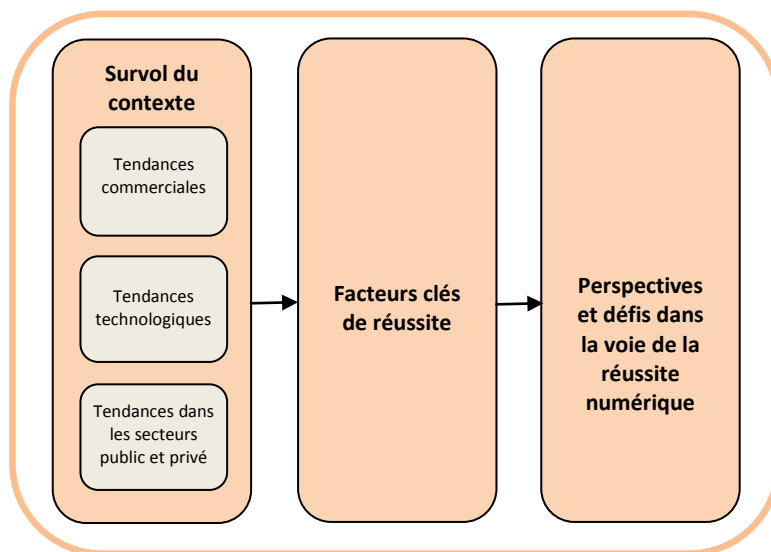 Survol du
contexte
Tendances
commerciales
Tendances
technologiques
Tendances dans
les secteurs
public et privé
Facteurs clés
de réussite
Perspectives
et défis dans
la voie de la
réussite
numérique